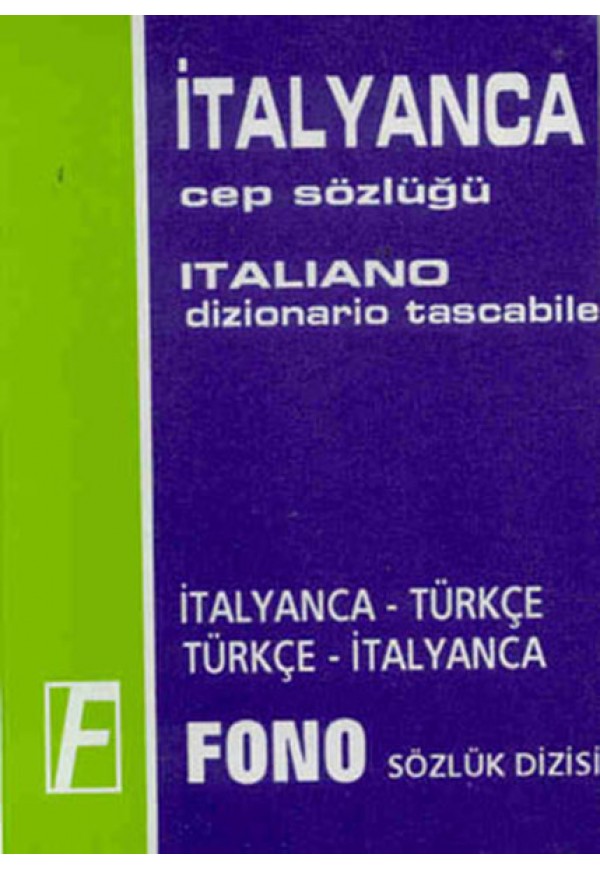 İTALYANCA
cep sözlüğü
ITALIANO
dizionario tascabile
İTALYANCA - TÜRKÇE
TÜRKÇE - İTALYANCA
F
FONO SÖZLÜK DİZİSİ